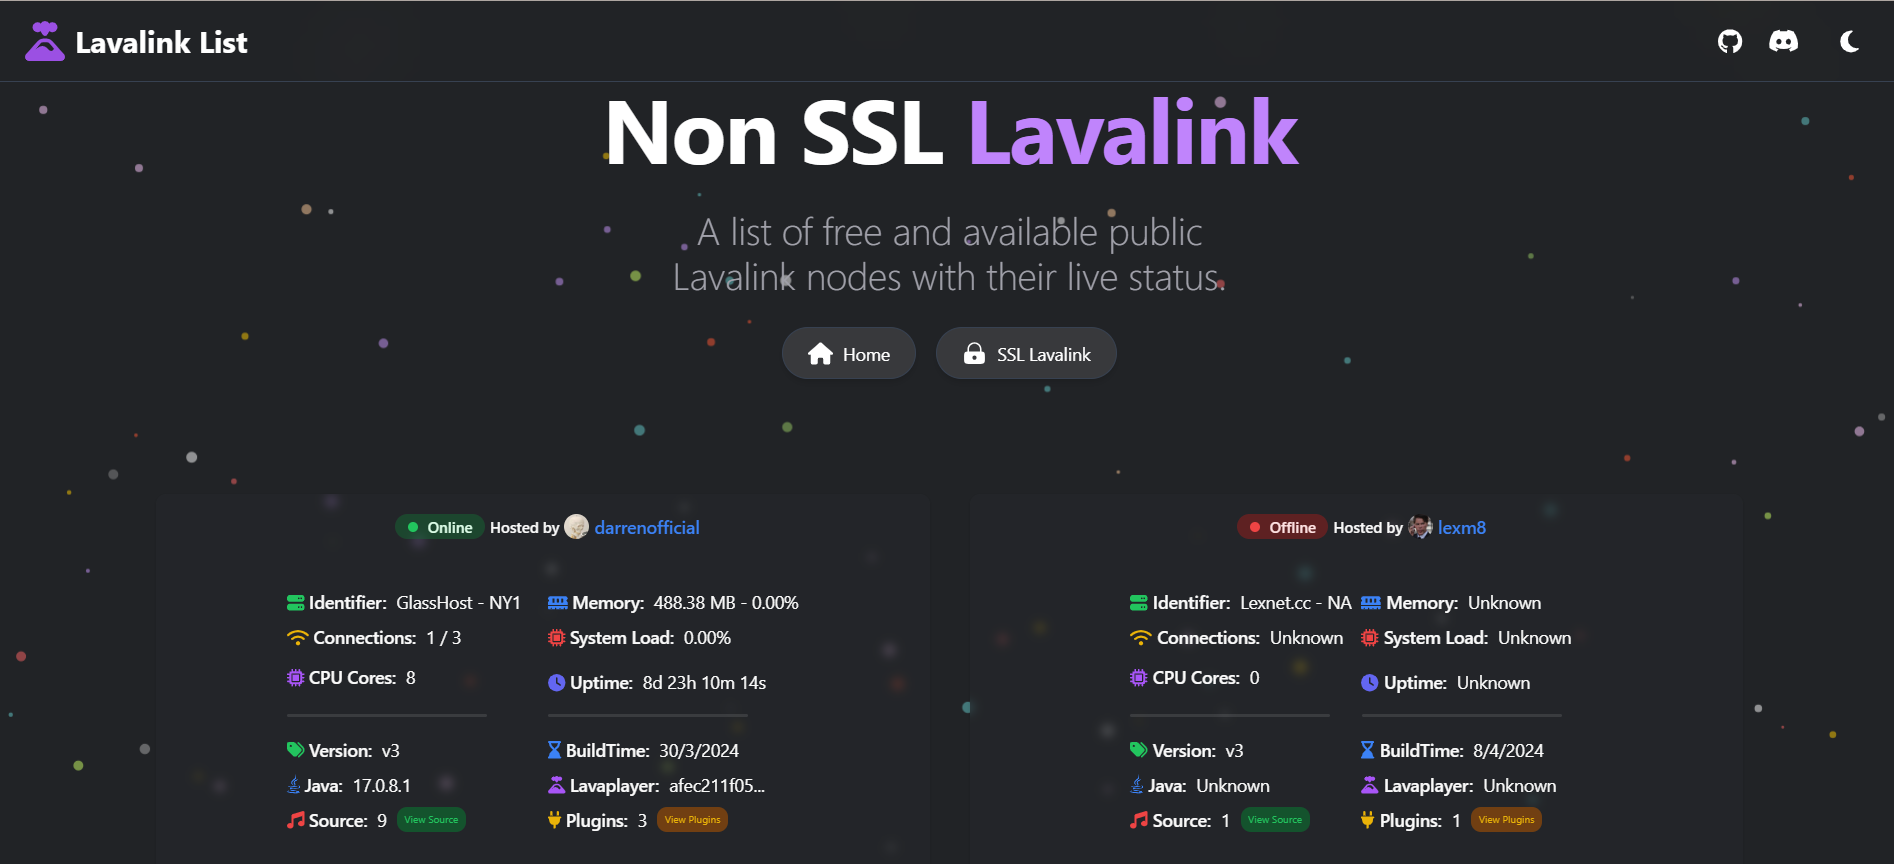 Lavalink List
Non SSL Lavalink
A list of free and available public
Lavalink nodes with their live status.
Home
SSL Lavalink
Online Hosted by darrenofficial
Identifier: GlassHost - NY1
Memory: 488.38 MB - 0.00%
Connections: 1 / 3
System Load: 0.00%
CPU Cores: 8
Uptime: 8d 23h 10m 14s
Version: v3
BuildTime: 30/3/2024
Java: 17.0.8.1
Lavaplayer: afec211f05...
Source: 9 View Source
Plugins: 3 View Plugins
Offline Hosted by lexm8
Identifier: Lexnet.cc - NA
Memory: Unknown
Connections: Unknown
System Load: Unknown
CPU Cores: 0
Uptime: Unknown
Version: v3
BuildTime: 8/4/2024
Java: Unknown
Lavaplayer: Unknown
Source: 1 View Source
Plugins: 1 View Plugins